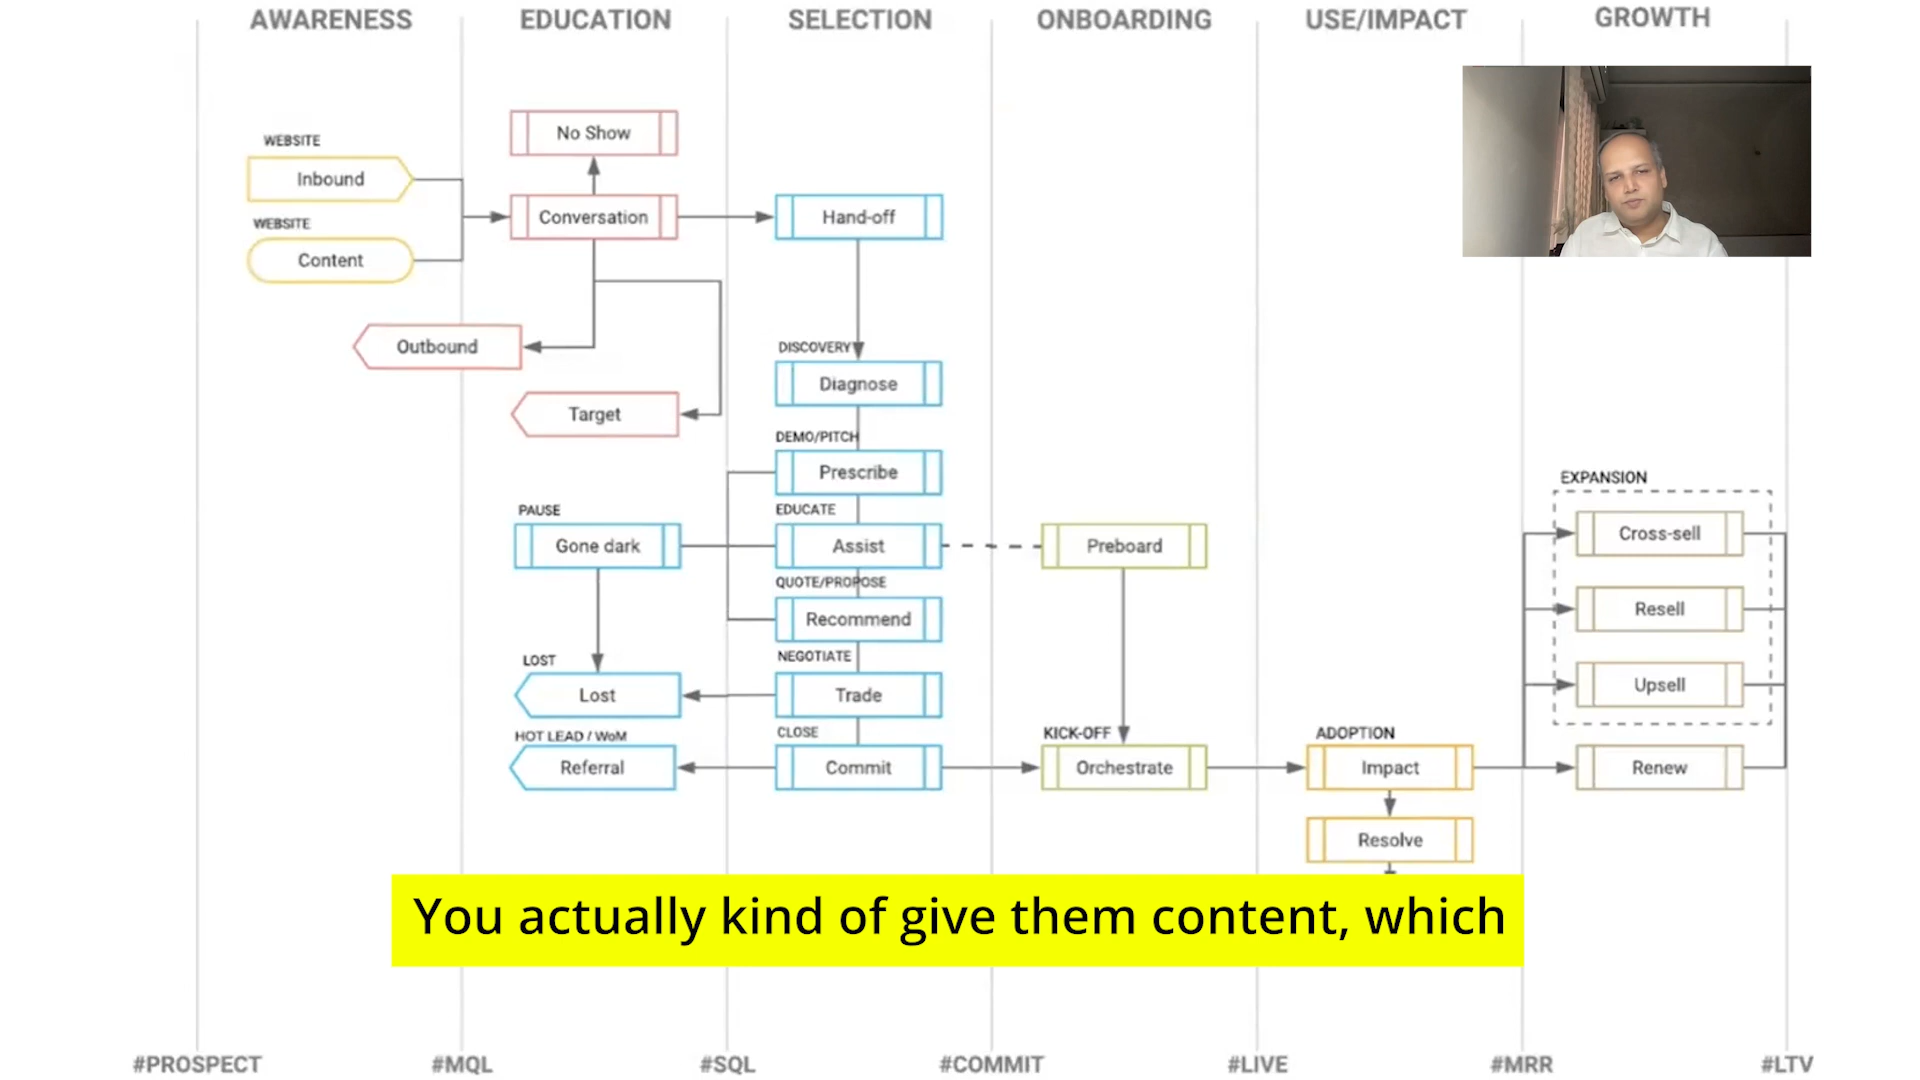 AWARENESS
EDUCATION
SELECTION
ONBOARDING
USE/IMPACT
GROWTH
WEBSITE
Inbound
WEBSITE
Content
No Show
Conversation
Outbound
Target
Hand-off
DISCOVERY
Diagnose
DEMO/PITCH
Prescribe
PAUSE
Gone dark
EDUCATE
Assist
Preboard
QUOTE/PROPOSE
Recommend
LOST
Lost
NEGOTIATE
Trade
HOT LEAD / WoM
Referral
CLOSE
Commit
KICK-OFF
Orchestrate
ADOPTION
Impact
Resolve
EXPANSION
Cross-sell
Resell
Upsell
Renew
You actually kind of give them content, which
#PROSPECT
#MQL
#SQL
#COMMIT
#LIVE
#MRR
#LTV